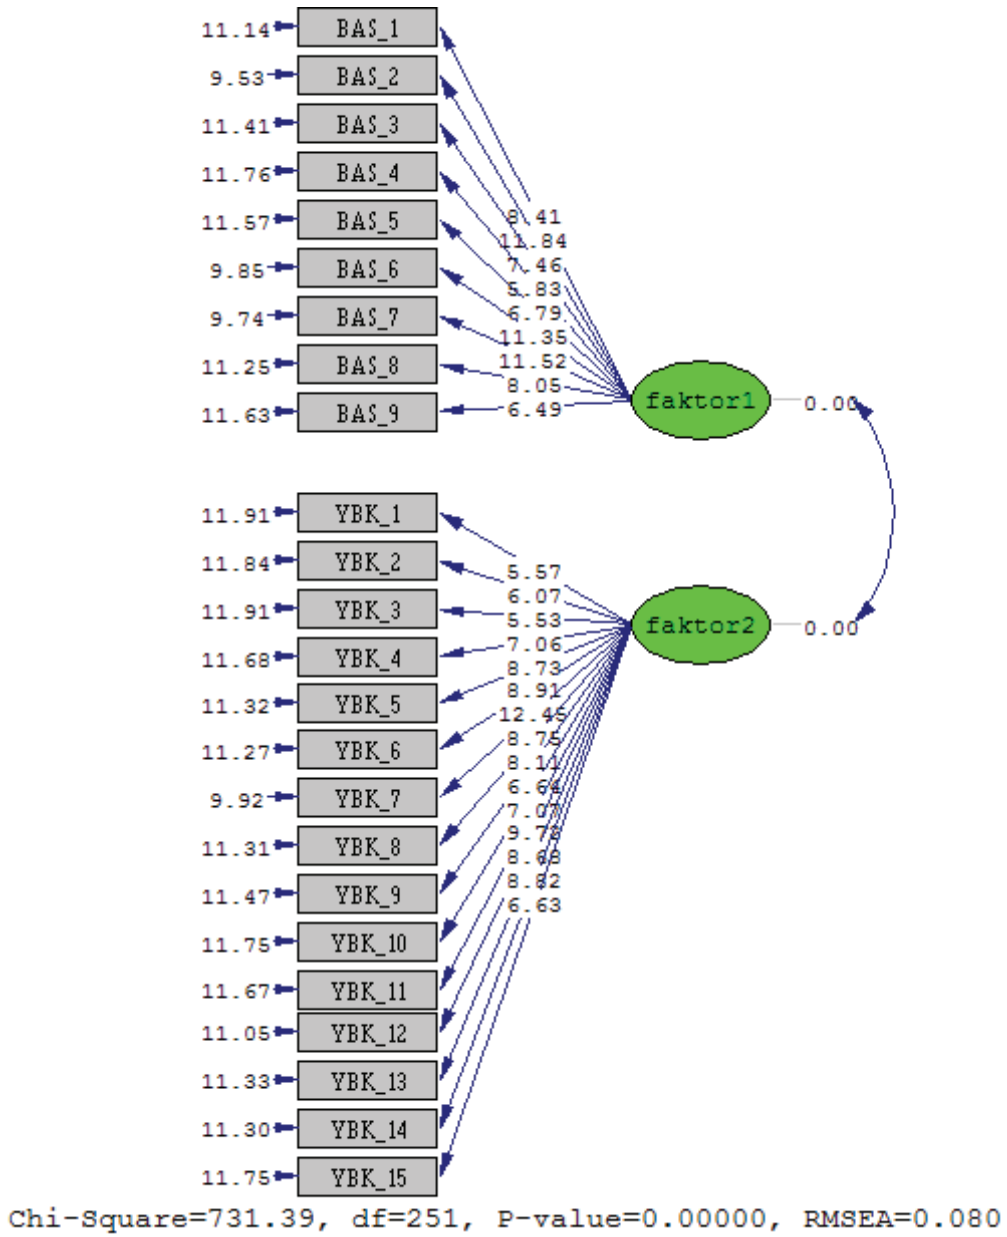 11.14 BAS_1
9.53 BAS_2
11.41 BAS_3
11.76 BAS_4
11.57 BAS_5
9.85 BAS_6
9.74 BAS_7
11.25 BAS_8
11.63 BAS_9
8.41
11.84
7.46
5.83
6.79
11.35
11.52
8.05
6.49
faktor1 0.00
11.91 YBK_1
11.84 YBK_2
11.91 YBK_3
11.68 YBK_4
11.32 YBK_5
11.27 YBK_6
9.92 YBK_7
11.31 YBK_8
11.47 YBK_9
11.75 YBK_10
11.67 YBK_11
11.05 YBK_12
11.33 YBK_13
11.30 YBK_14
11.75 YBK_15
5.57
6.07
5.53
7.06
8.73
8.91
12.45
8.75
8.11
6.64
7.07
8.68
8.82
6.63
faktor2 0.00
Chi-Square=731.39, df=251, P-value=0.00000, RMSEA=0.080